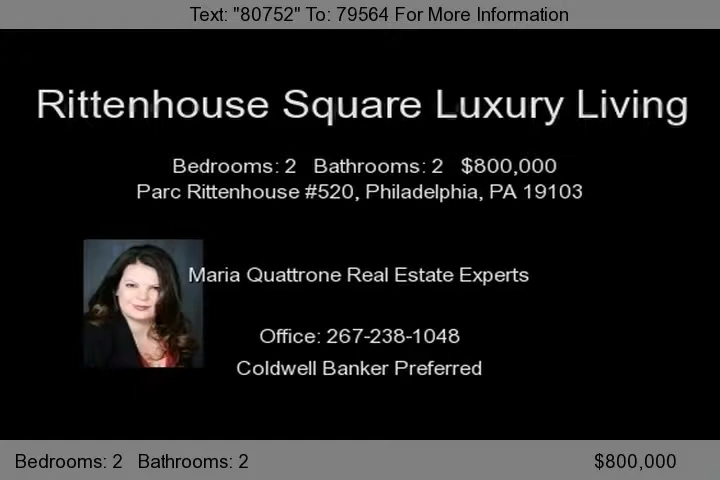 Text: "80752" To: 79564 For More Information
Rittenhouse Square Luxury Living
Bedrooms: 2 Bathrooms: 2 $800,000
Parc Rittenhouse #520, Philadelphia, PA 19103
Maria Quattrone Real Estate Experts
Office: 267-238-1048
Coldwell Banker Preferred
Bedrooms: 2 Bathrooms: 2 $800,000